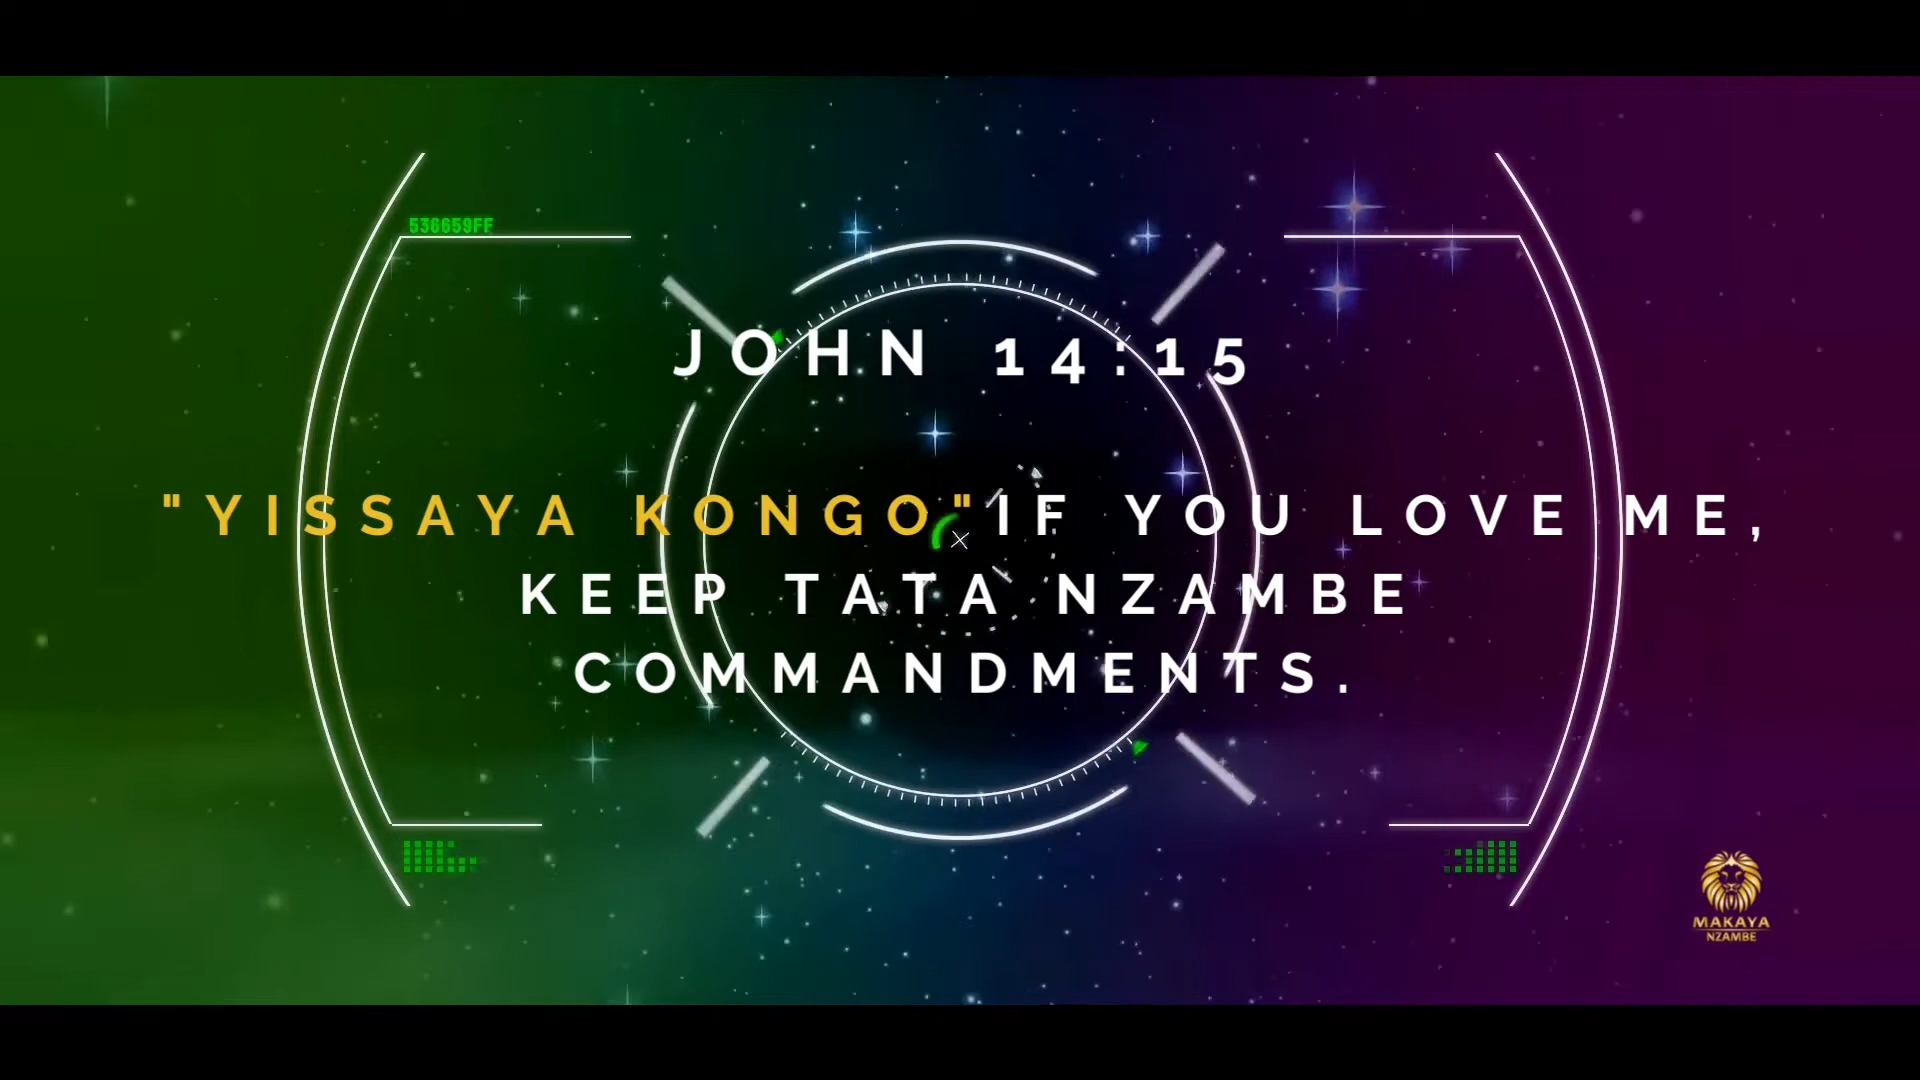 536659FF
JOHN 14:15
"YISSAYA KONGO"IF YOU LOVE ME,
KEEP TATA NZAMBE
COMMANDMENTS.
MAKAYA
NZAMBE